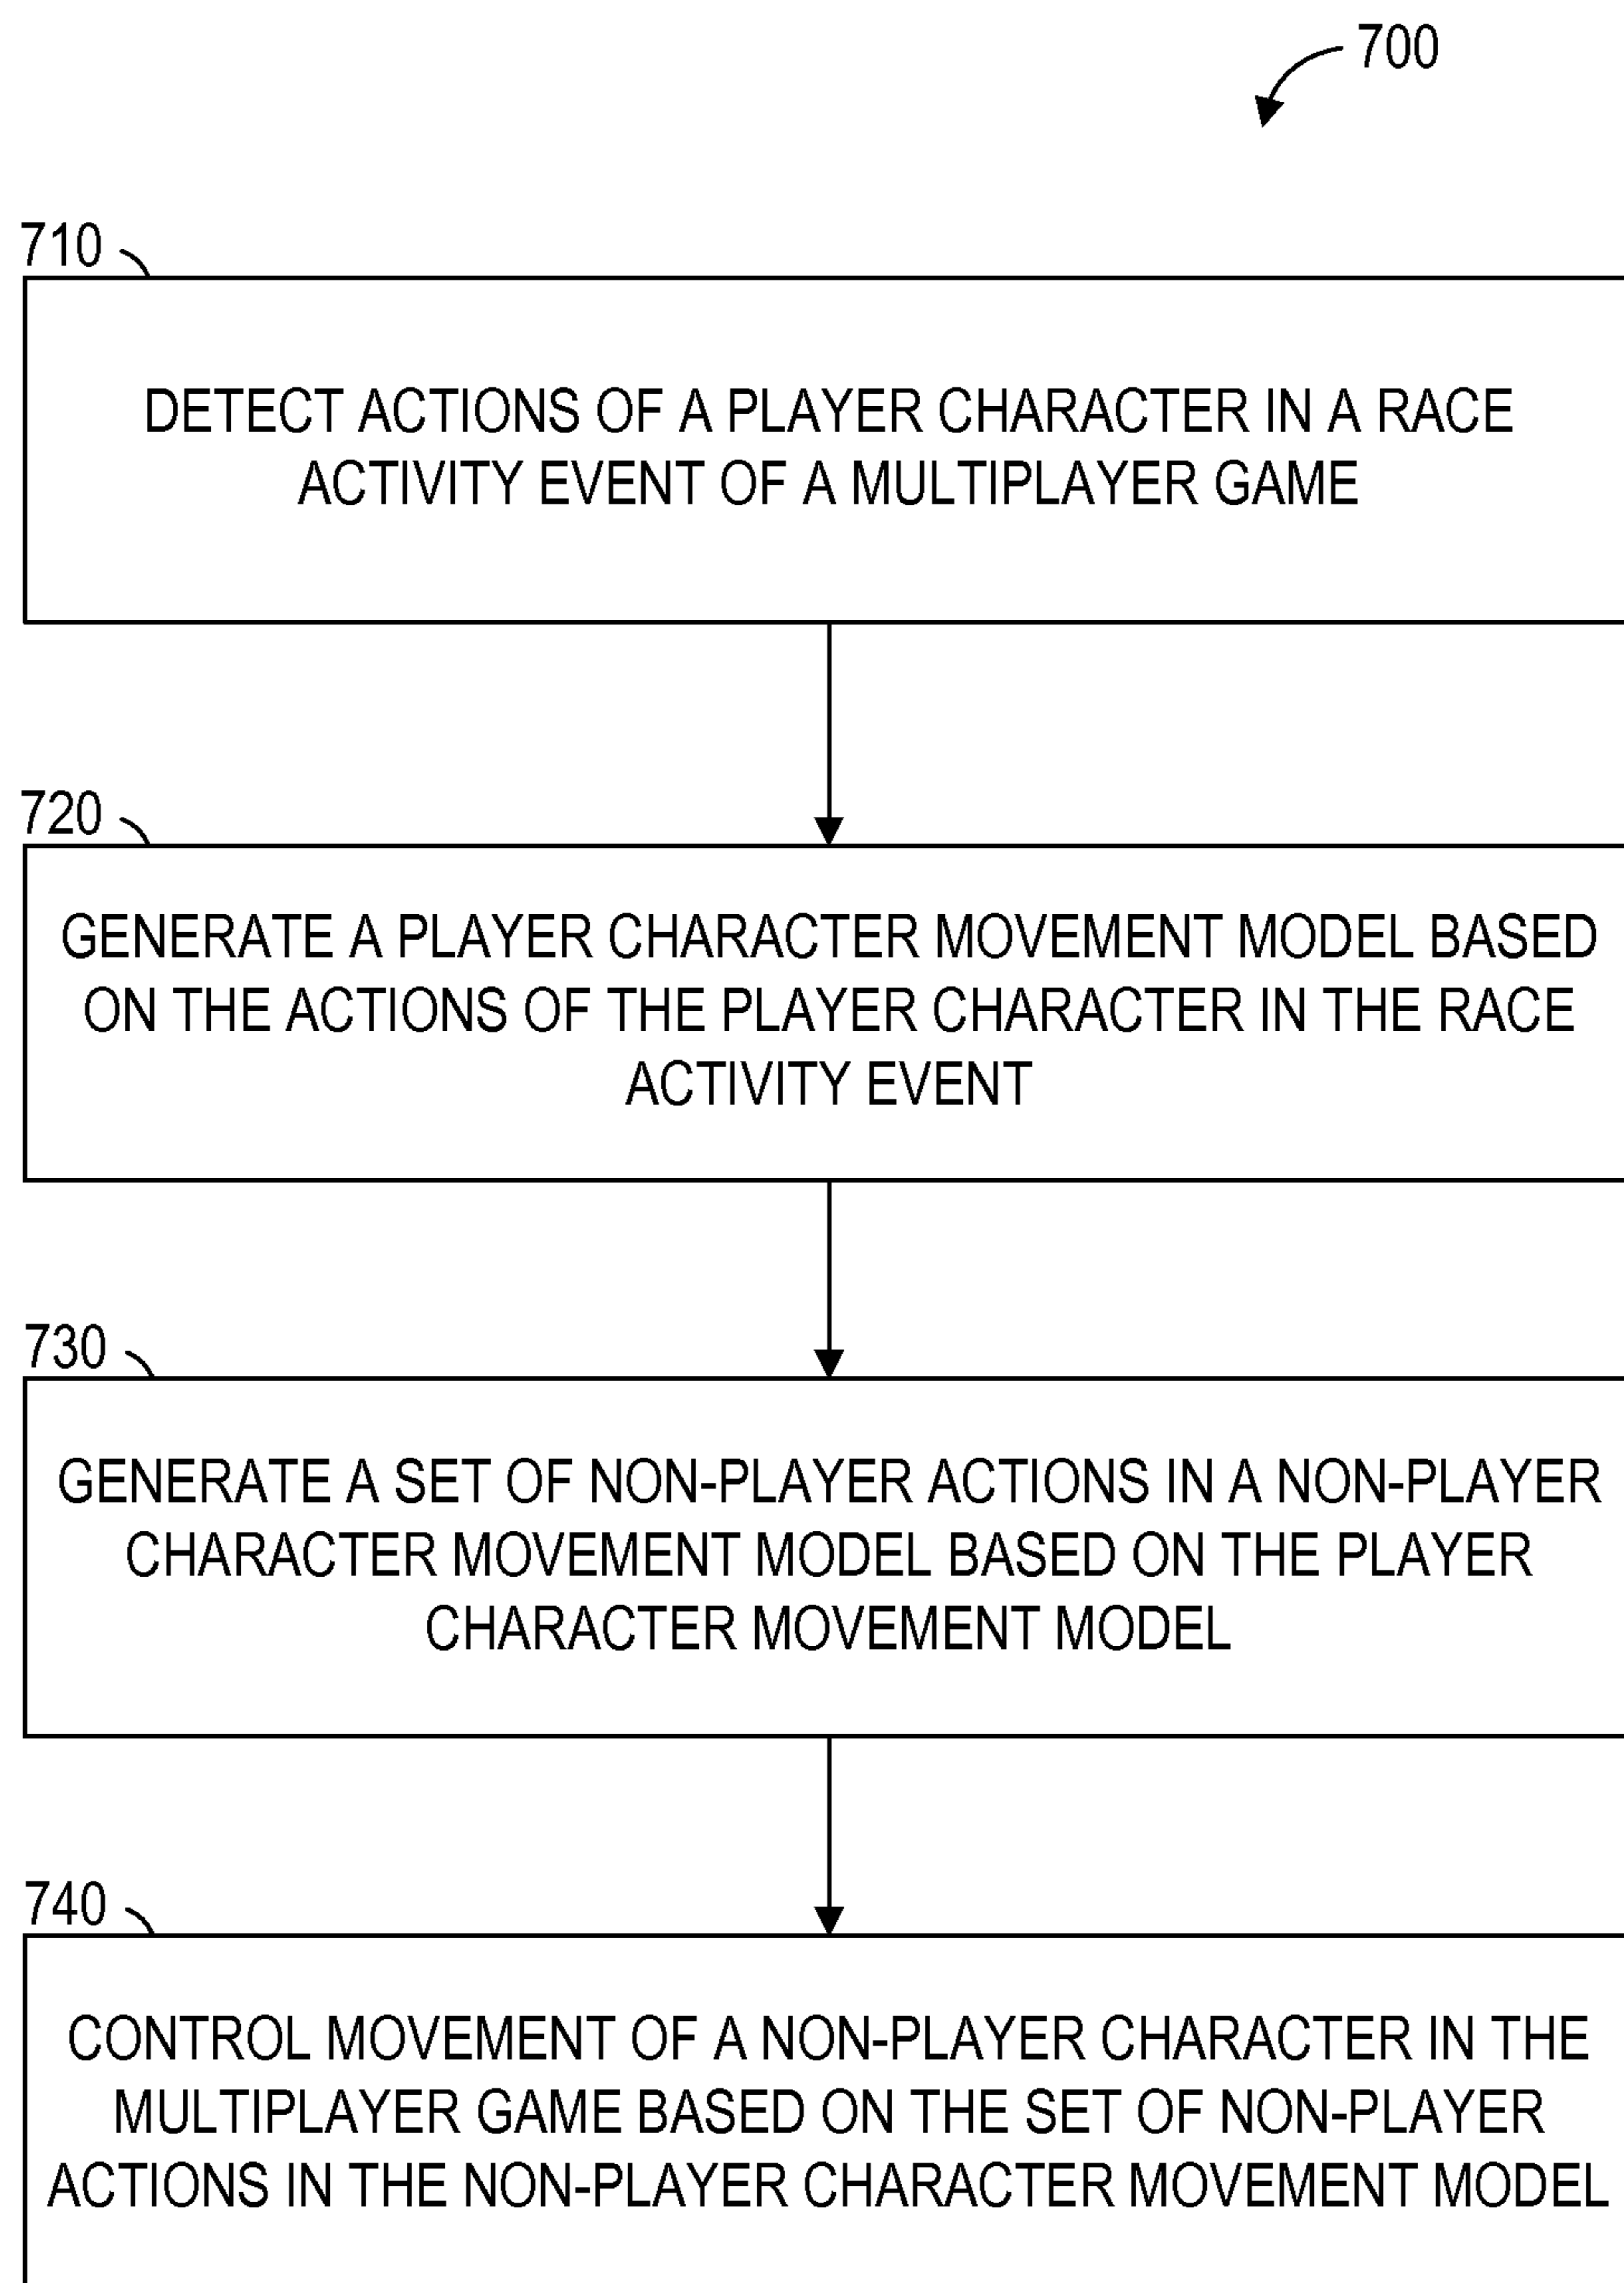 700
710
DETECT ACTIONS OF A PLAYER CHARACTER IN A RACE
ACTIVITY EVENT OF A MULTIPLAYER GAME
720
GENERATE A PLAYER CHARACTER MOVEMENT MODEL BASED
ON THE ACTIONS OF THE PLAYER CHARACTER IN THE RACE
ACTIVITY EVENT
730
GENERATE A SET OF NON-PLAYER ACTIONS IN A NON-PLAYER
CHARACTER MOVEMENT MODEL BASED ON THE PLAYER
CHARACTER MOVEMENT MODEL
740
CONTROL MOVEMENT OF A NON-PLAYER CHARACTER IN THE
MULTIPLAYER GAME BASED ON THE SET OF NON-PLAYER
ACTIONS IN THE NON-PLAYER CHARACTER MOVEMENT MODEL